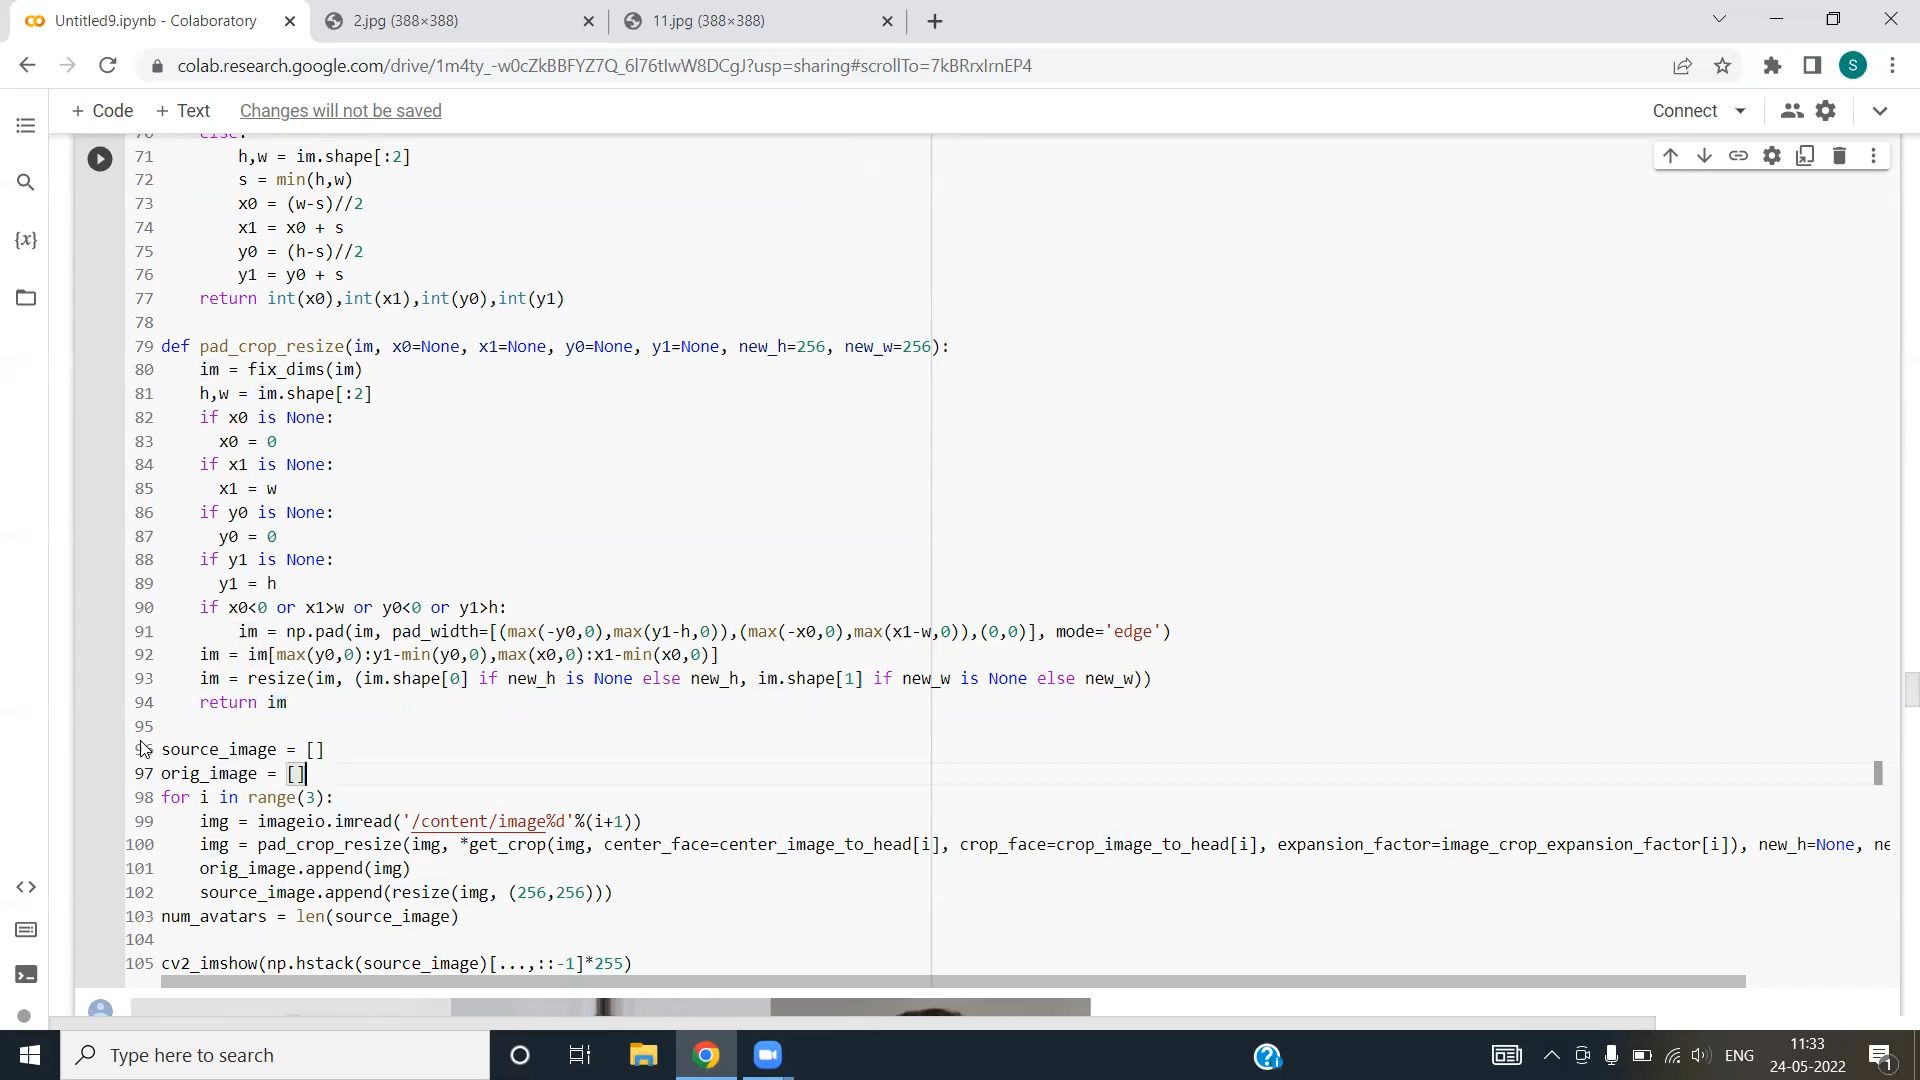 Untitled9.ipynb - Colaboratory
2.jpg (388×388)
11.jpg (388×388)
colab.research.google.com/drive/1m4ty_-w0cZkBBFYZ7Q_6l76tIwW8DCgJ?usp=sharing#scrollTo=7kBRrxIrnEP4
S
+ Code + Text Changes will not be saved
Connect
70 else:
71 h,w = im.shape[:2]
72 s = min(h,w)
73 x0 = (w-s)//2
74 x1 = x0 + s
75 y0 = (h-s)//2
76 y1 = y0 + s
77 return int(x0),int(x1),int(y0),int(y1)
78
79 def pad_crop_resize(im, x0=None, x1=None, y0=None, y1=None, new_h=256, new_w=256):
80 im = fix_dims(im)
81 h,w = im.shape[:2]
82 if x0 is None:
83 x0 = 0
84 if x1 is None:
85 x1 = w
86 if y0 is None:
87 y0 = 0
88 if y1 is None:
89 y1 = h
90 if x0<0 or x1>w or y0<0 or y1>h:
91 im = np.pad(im, pad_width=[(max(-y0,0),max(y1-h,0)),(max(-x0,0),max(x1-w,0)),(0,0)], mode='edge')
92 im = im[max(y0,0):y1-min(y0,0),max(x0,0):x1-min(x0,0)]
93 im = resize(im, (im.shape[0] if new_h is None else new_h, im.shape[1] if new_w is None else new_w))
94 return im
95
96 source_image = []
97 orig_image = []
98 for i in range(3):
99 img = imageio.imread('/content/image%d'%(i+1))
100 img = pad_crop_resize(img, *get_crop(img, center_face=center_image_to_head[i], crop_face=crop_image_to_head[i], expansion_factor=image_crop_expansion_factor[i]), new_h=None, ne
101 orig_image.append(img)
102 source_image.append(resize(img, (256,256)))
103 num_avatars = len(source_image)
104
105 cv2_imshow(np.hstack(source_image)[...,::-1]*255)
Type here to search
ENG
11:33
24-05-2022
1